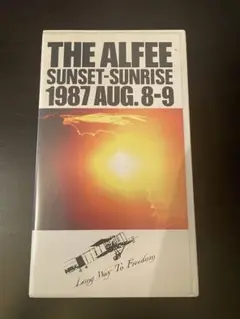 THE ALFEE
SUNSET-SUNRISE
1987 AUG. 8-9
Long Way To Freedom